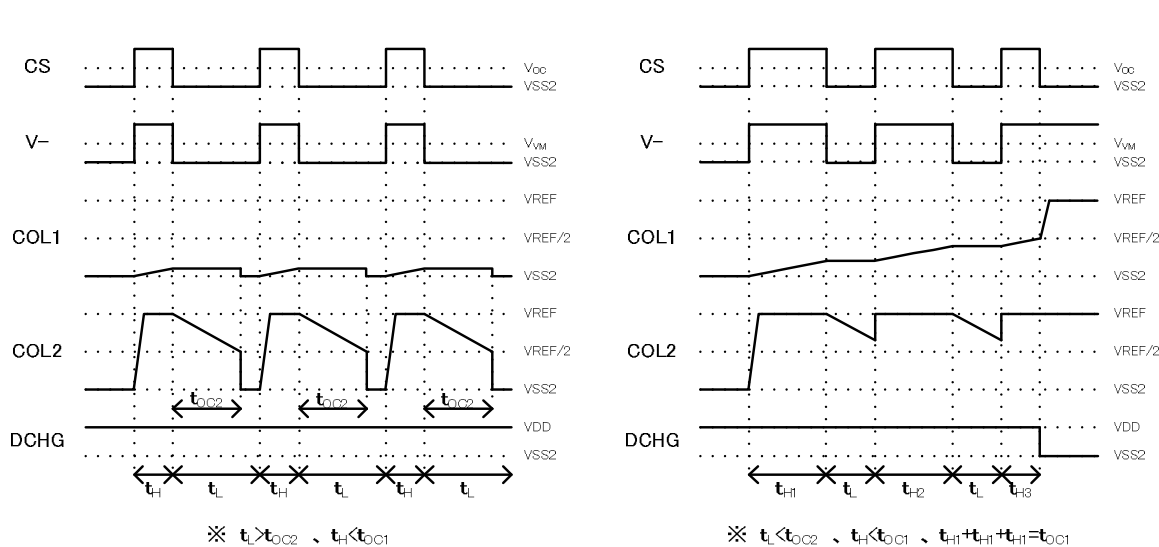 CS
VOC
VSS2
V-
VVM
VSS2
COL1
VREF
VREF/2
VSS2
COL2
VREF
VREF/2
VSS2
tOC2
tOC2
tOC2
DCHG
VDD
VSS2
tH
tL
tH
tL
tH
tL
※ tL>tOC2 、tH<tOC1
CS
VOC
VSS2
V-
VVM
VSS2
COL1
VREF
VREF/2
VSS2
COL2
VREF
VREF/2
VSS2
DCHG
VDD
VSS2
tH1
tL
tH2
tL
tH3
※ tL<tOC2 、tH<tOC1 、tH1+tH1+tH1=tOC1